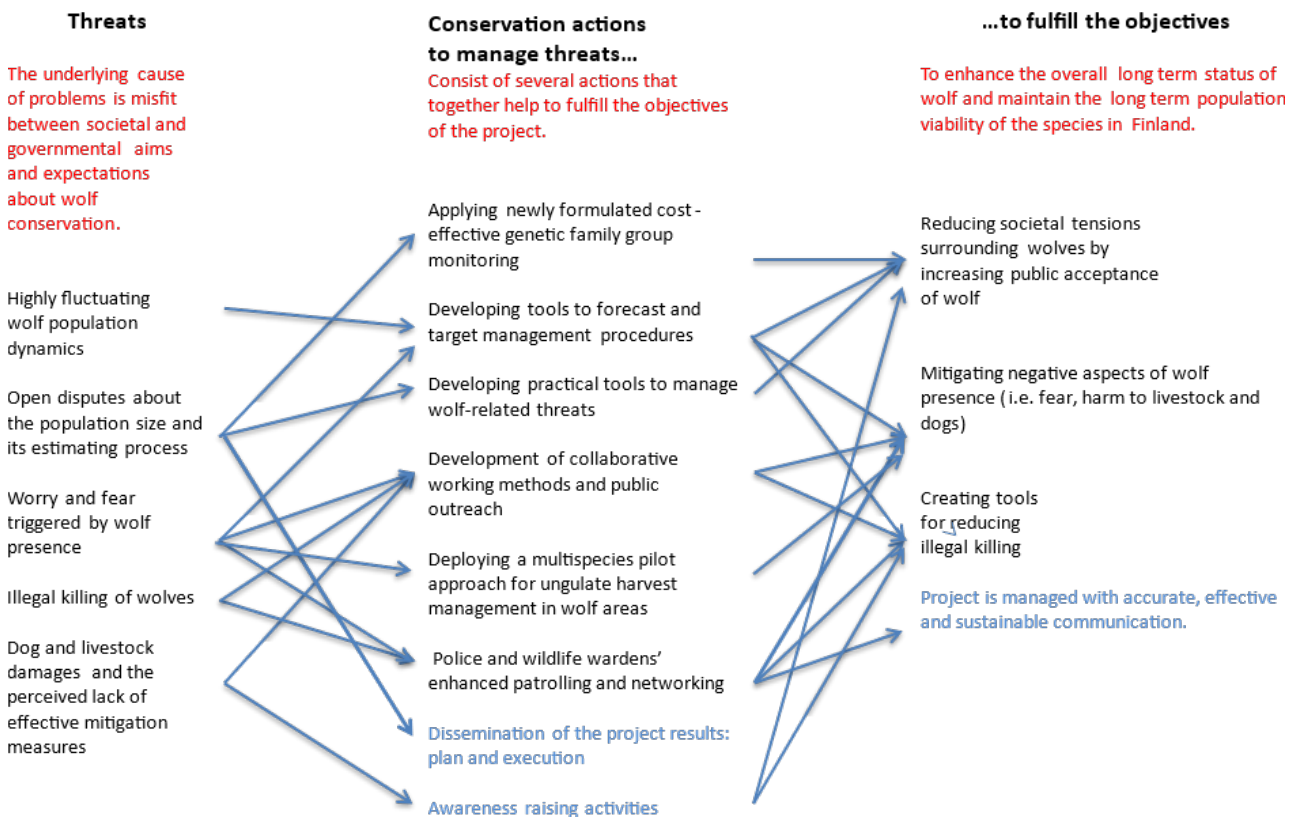 Threats
The underlying cause
of problems is misfit
between societal and
governmental aims
and expectations
about wolf
conservation.
Highly fluctuating
wolf population
dynamics
Open disputes about
the population size and
its estimating process
Worry and fear
triggered by wolf
presence
Illegal killing of wolves
Dog and livestock
damages and the
perceived lack of
effective mitigation
measures
Conservation actions
to manage threats...
Consist of several actions that
together help to fulfill the objectives
of the project.
Applying newly formulated cost -
effective genetic family group
monitoring
Developing tools to forecast and
target management procedures
Developing practical tools to manage
wolf-related threats
Development of collaborative
working methods and public
outreach
Deploying a multispecies pilot
approach for ungulate harvest
management in wolf areas
Police and wildlife wardens'
enhanced patrolling and networking
Dissemination of the project results:
plan and execution
Awareness raising activities
...to fulfill the objectives
To enhance the overall long term status of
wolf and maintain the long term population
viability of the species in Finland.
Reducing societal tensions
surrounding wolves by
increasing public acceptance
of wolf
Mitigating negative aspects of wolf
presence (i.e. fear, harm to livestock and
dogs)
Creating tools
for reducing
illegal killing
Project is managed with accurate, effective
and sustainable communication.